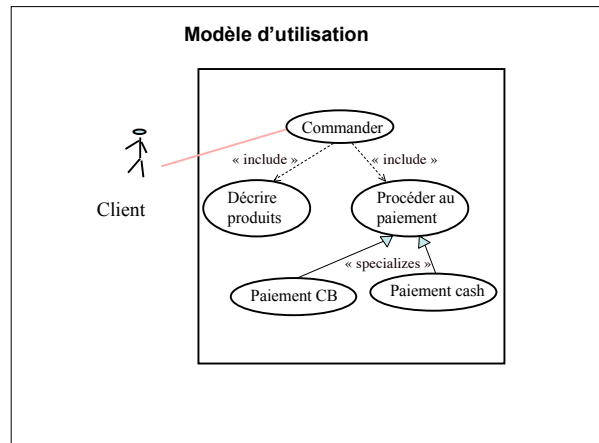 Modèle d’utilisation
Commander
« include »
« include »
Décrire
produits
Procéder au
paiement
Client
« specializes »
Paiement CB
Paiement cash